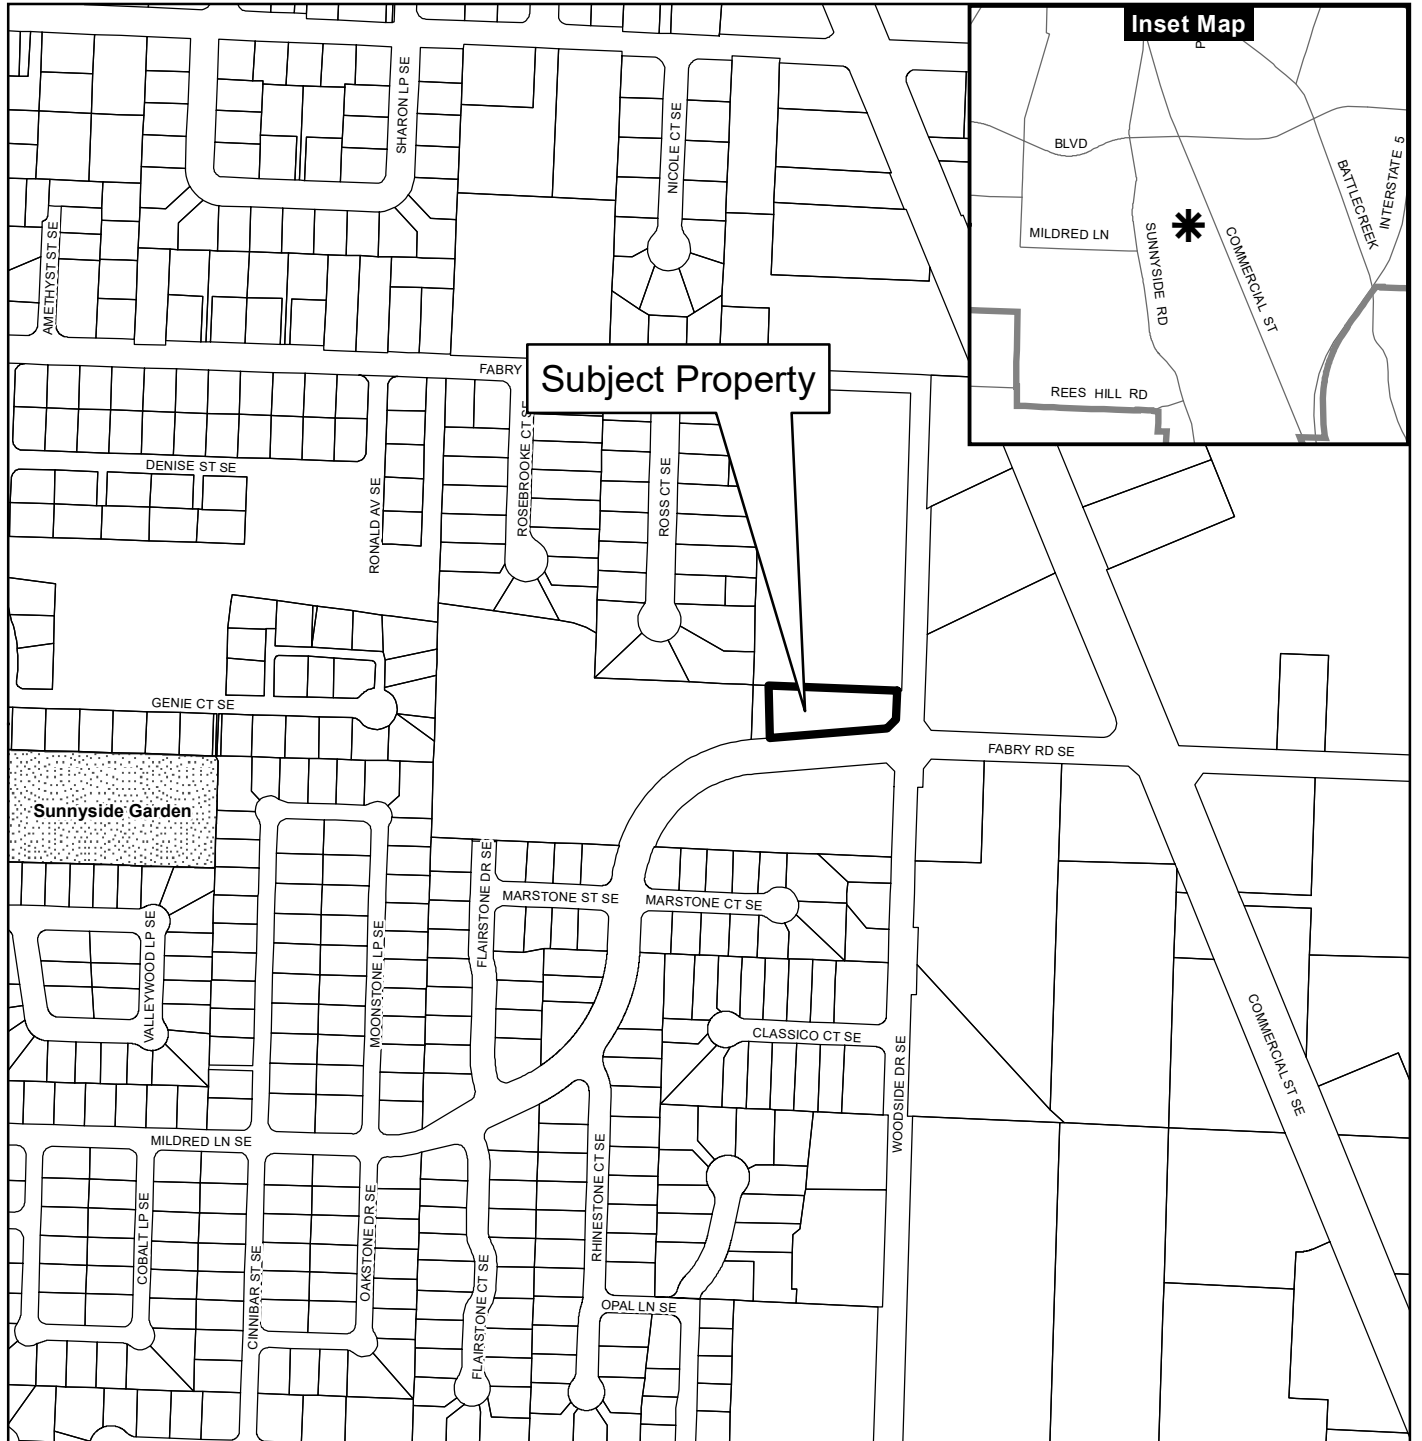 Inset Map
P
BLVD
BATTLECREEK
INTERSTATE 5
MILDRED LN
SUNNYSIDE RD
COMMERCIAL ST
REES HILL RD
SHARON LP SE
NICOLE CT SE
AMETHYST ST SE
FABRY
Subject Property
ROSEBROOKE CT SE
ROSS CT SE
DENISE ST SE
RONALD AV SE
GENIE CT SE
FABRY RD SE
Sunnyside Garden
FLAIRSTONE DR SE
MARSTONE ST SE
MARSTONE CT SE
VALLEYWOOD LP SE
MOONSTONE LP SE
CLASSICO CT SE
WOODSIDE DR SE
COMMERCIAL ST SE
MILDRED LN SE
COBALT LP SE
CINNIBAR ST SE
OAKSTONE DR SE
FLAIRSTONE CT SE
RHINESTONE CT SE
OPAL LN SE